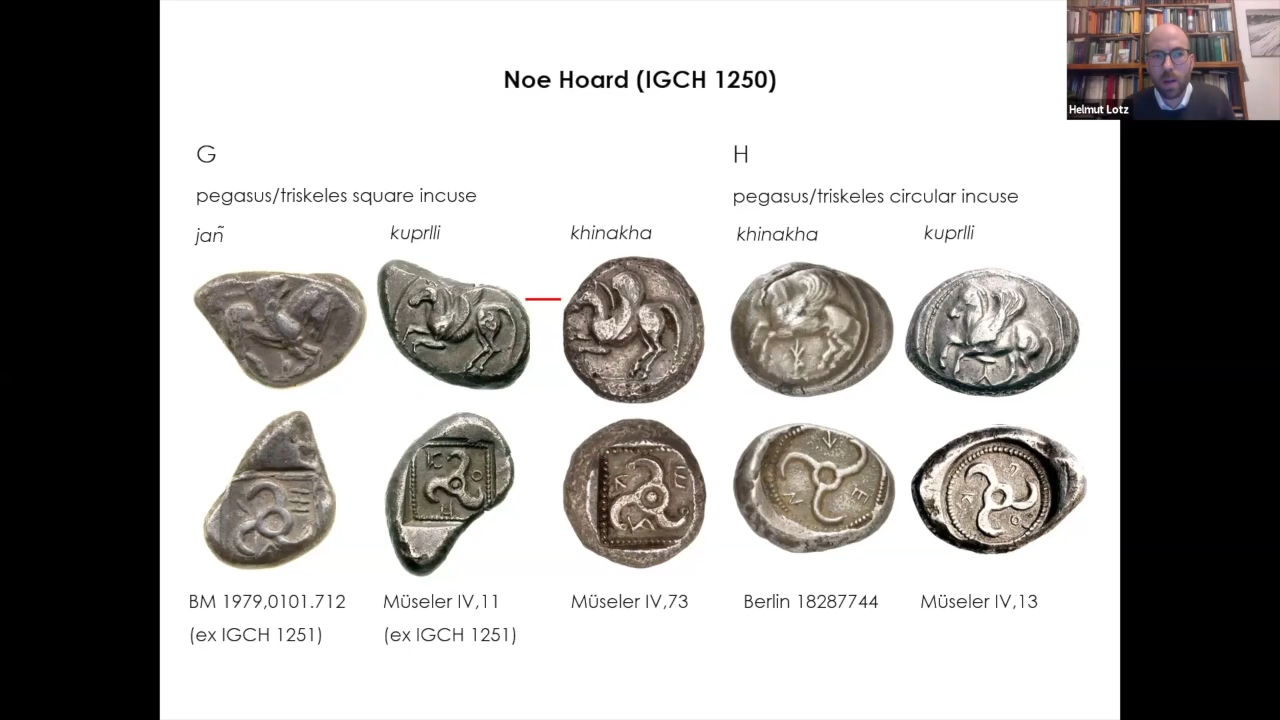 Noe Hoard (IGCH 1250)
Helmut Lotz
G
pegasus/triskeles square incuse
jañ
kuprlli
khinakha
H
pegasus/triskeles circular incuse
khinakha
kuprlli
BM 1979,0101.712
(ex IGCH 1251)
Müseler IV,11
(ex IGCH 1251)
Müseler IV,73
Berlin 18287744
Müseler IV,13